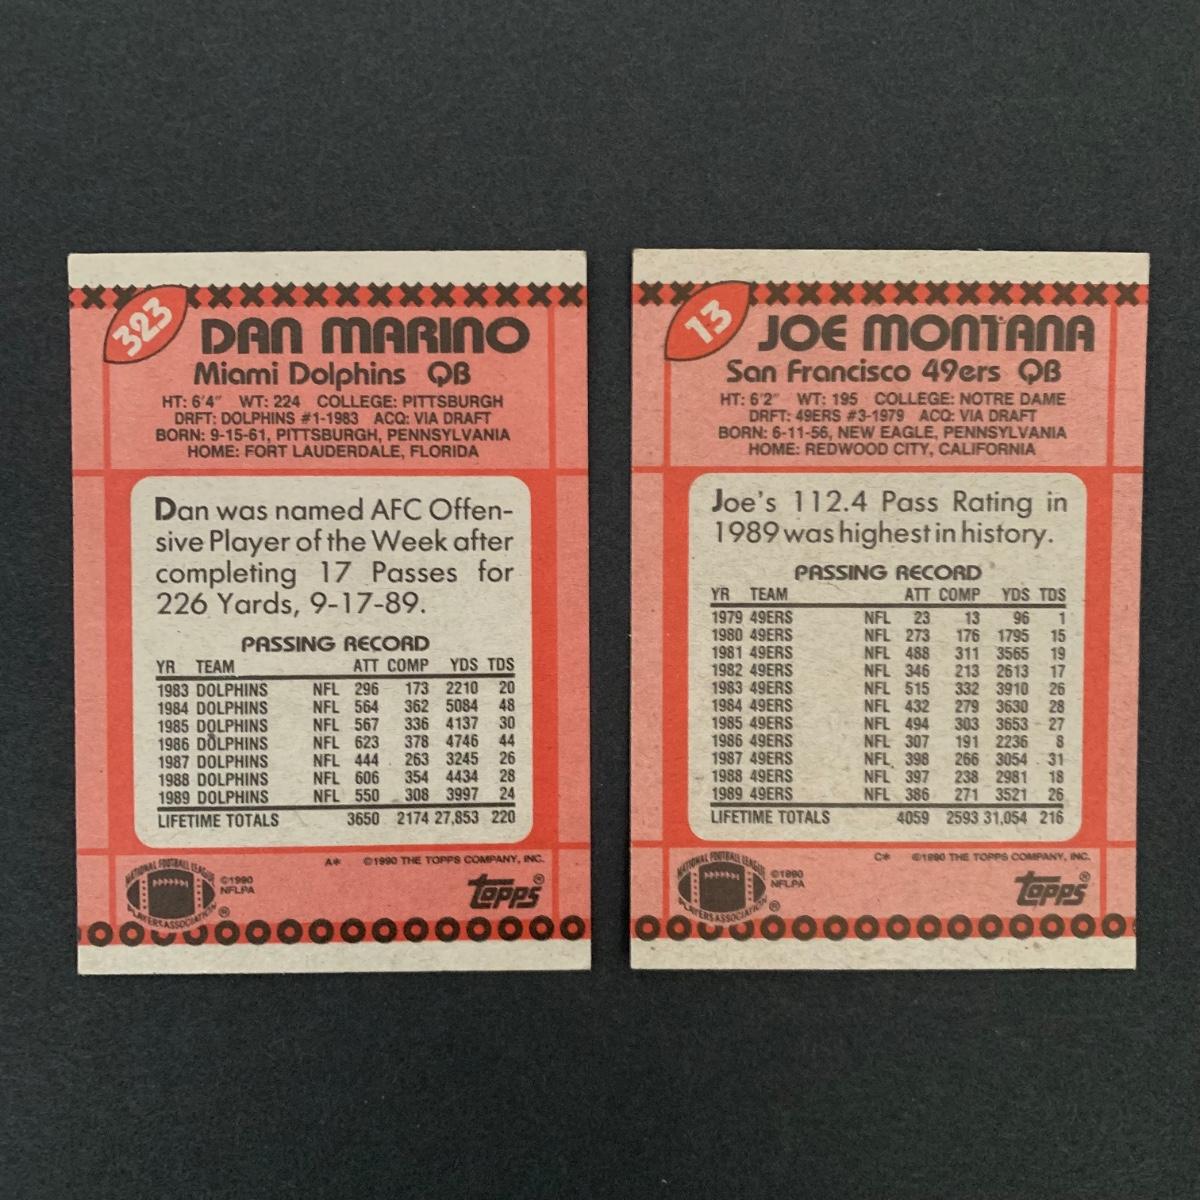 323
DAN MARINO
Miami Dolphins QB
HT: 6'4" WT: 224 COLLEGE: PITTSBURGH
DRFT: DOLPHINS #1-1983 ACQ: VIA DRAFT
BORN: 9-15-61, PITTSBURGH, PENNSYLVANIA
HOME: FORT LAUDERDALE, FLORIDA
Dan was named AFC Offen-
sive Player of the Week after
completing 17 Passes for
226 Yards, 9-17-89.
PASSING RECORD
YR TEAM ATT COMP YDS TDS
1983 DOLPHINS NFL 296 173 2210 20
1984 DOLPHINS NFL 564 362 5084 48
1985 DOLPHINS NFL 567 336 4137 30
1986 DOLPHINS NFL 623 378 4746 44
1987 DOLPHINS NFL 444 263 3245 26
1988 DOLPHINS NFL 606 354 4434 28
1989 DOLPHINS NFL 550 308 3997 24
LIFETIME TOTALS 3650 2174 27,853 220
A* ©1990 THE TOPPS COMPANY, INC.
NATIONAL FOOTBALL LEAGUE
PLAYERS ASSOCIATION ®
©1990
NFLPA
Topps®
13
JOE MONTANA
San Francisco 49ers QB
HT: 6'2" WT: 195 COLLEGE: NOTRE DAME
DRFT: 49ERS #3-1979 ACQ: VIA DRAFT
BORN: 6-11-56, NEW EAGLE, PENNSYLVANIA
HOME: REDWOOD CITY, CALIFORNIA
Joe's 112.4 Pass Rating in
1989 was highest in history.
PASSING RECORD
YR TEAM ATT COMP YDS TDS
1979 49ERS NFL 23 13 96 1
1980 49ERS NFL 273 176 1795 15
1981 49ERS NFL 488 311 3565 19
1982 49ERS NFL 346 213 2613 17
1983 49ERS NFL 515 332 3910 26
1984 49ERS NFL 432 279 3630 28
1985 49ERS NFL 494 303 3653 27
1986 49ERS NFL 307 191 2236 8
1987 49ERS NFL 398 266 3054 31
1988 49ERS NFL 397 238 2981 18
1989 49ERS NFL 386 271 3521 26
LIFETIME TOTALS 4059 2593 31,054 216
C* ©1990 THE TOPPS COMPANY, INC.
NATIONAL FOOTBALL LEAGUE
PLAYERS ASSOCIATION ®
©1990
NFLPA
Topps®